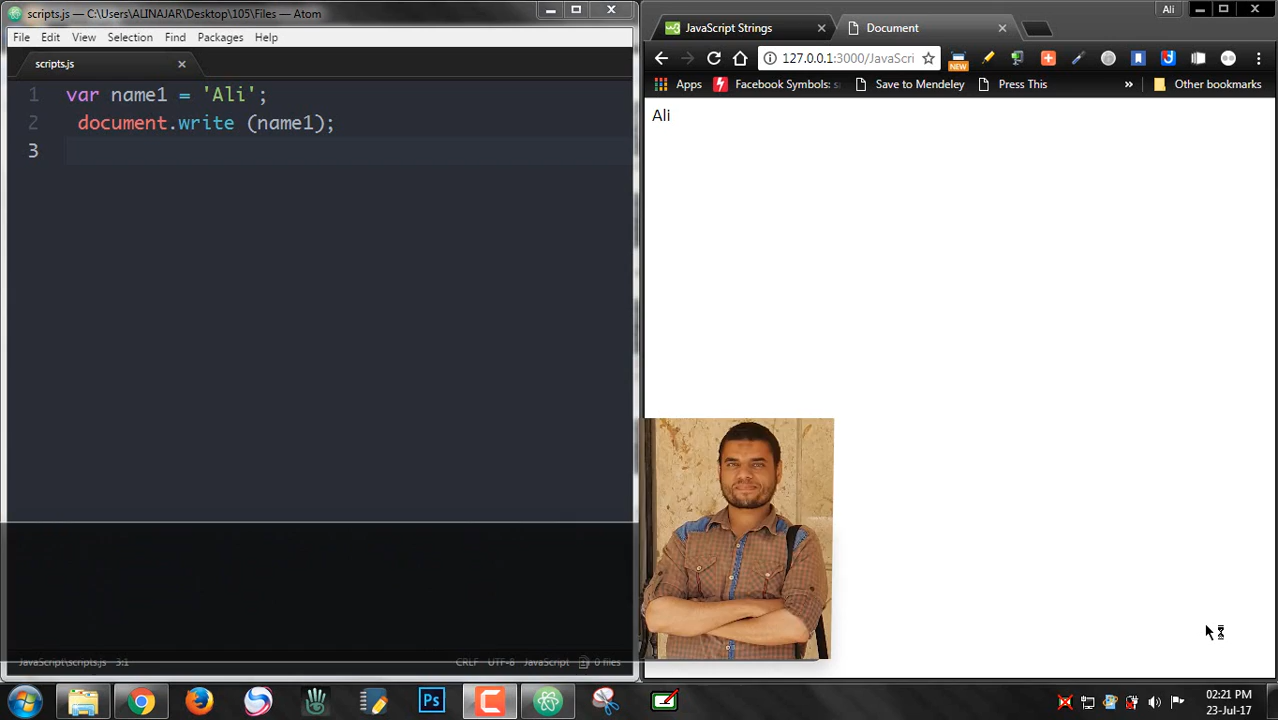 scripts.js — C:\Users\ALINAJAR\Desktop\105\Files — Atom
File Edit View Selection Find Packages Help
scripts.js
1 var name1 = 'Ali';
2 document.write (name1);
3
JavaScript\scripts.js 3:1 CRLF UTF-8 JavaScript 0 files
Ali
JavaScript Strings Document
127.0.0.1:3000/JavaScri
NEW
Apps Facebook Symbols: s Save to Mendeley Press This » Other bookmarks
Ali
Ps
02:21 PM
23-Jul-17